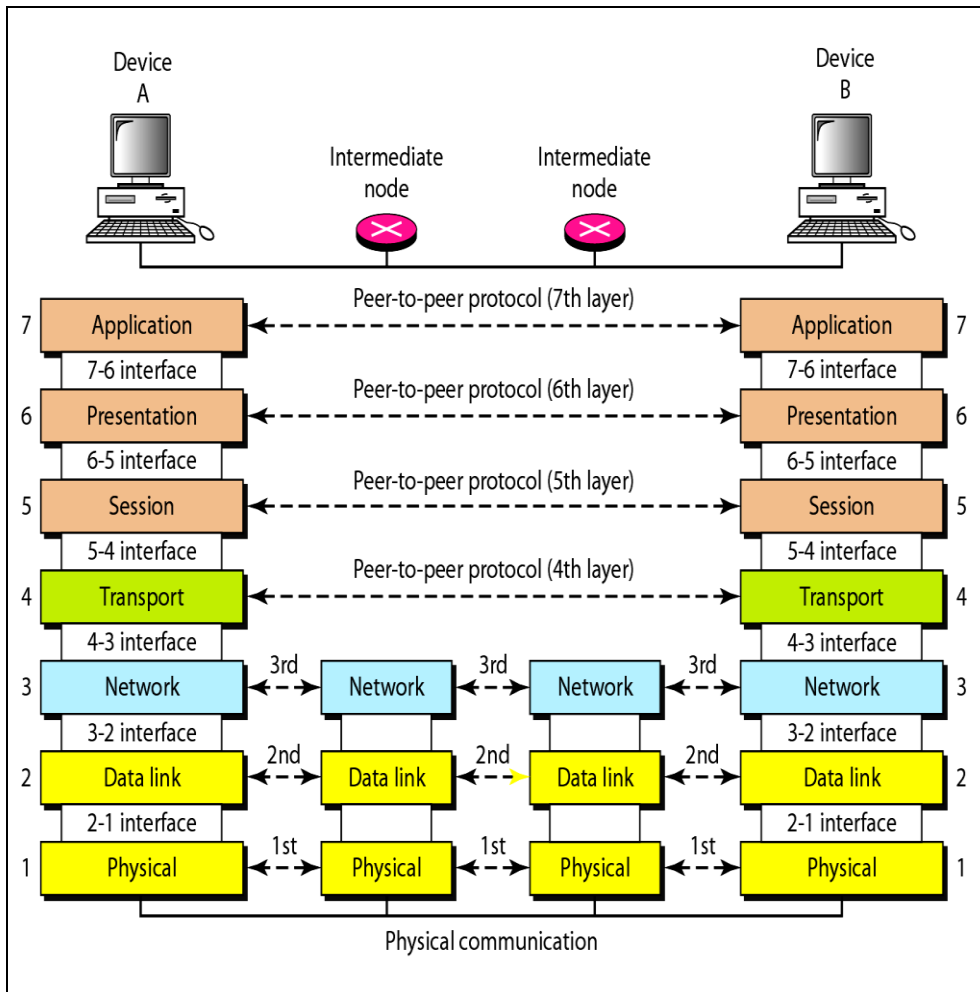 Device
A
Device
B
Intermediate
node
Intermediate
node
7 Application Peer-to-peer protocol (7th layer) Application 7
7-6 interface 7-6 interface
6 Presentation Peer-to-peer protocol (6th layer) Presentation 6
6-5 interface 6-5 interface
5 Session Peer-to-peer protocol (5th layer) Session 5
5-4 interface 5-4 interface
4 Transport Peer-to-peer protocol (4th layer) Transport 4
4-3 interface 4-3 interface
3 Network 3rd Network 3rd Network 3rd Network 3
3-2 interface 3-2 interface
2 Data link 2nd Data link 2nd Data link 2nd Data link 2
2-1 interface 2-1 interface
1 Physical 1st Physical 1st Physical 1st Physical 1
Physical communication